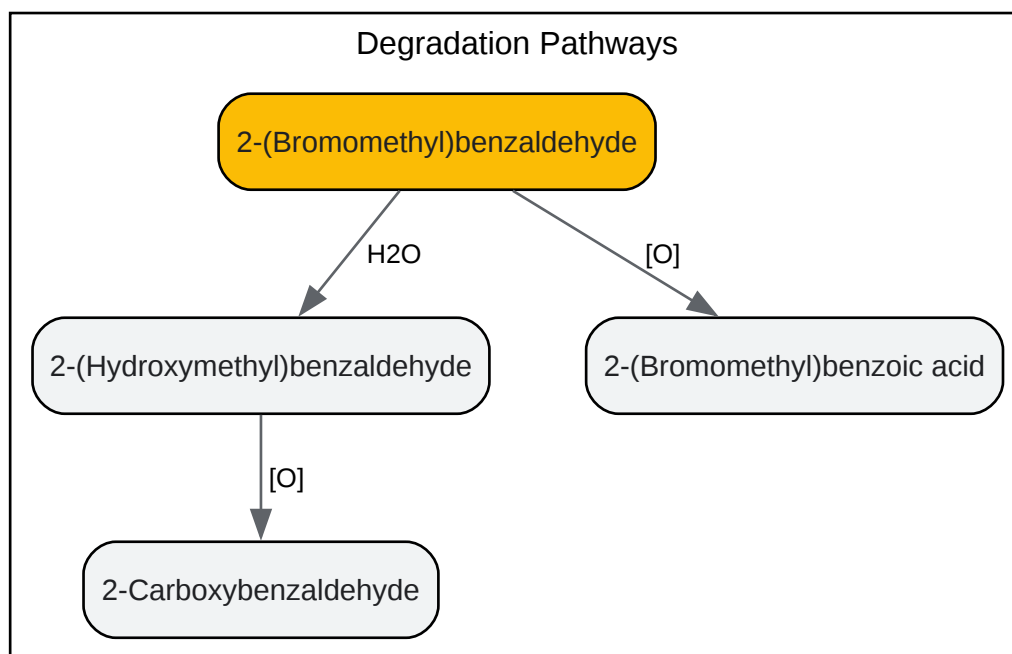 Degradation Pathways
2-(Bromomethyl)benzaldehyde
H2O
[O]
2-(Hydroxymethyl)benzaldehyde
2-(Bromomethyl)benzoic acid
[O]
2-Carboxybenzaldehyde